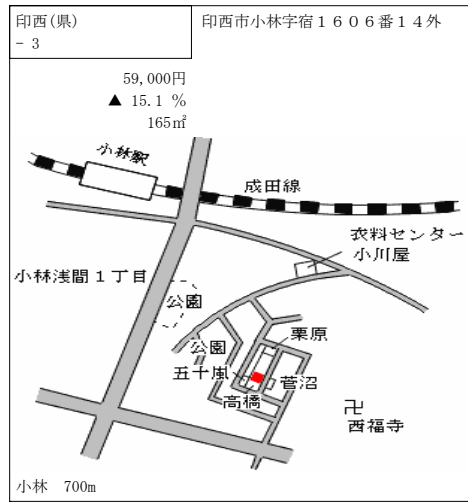 印西(県)
－3
印西市小林字宿１６０６番１４外
59,000円
▲ 15.1 %
165㎡
小林駅
成田線
衣料センター
小川屋
小林浅間１丁目
公園
公園
栗原
五十嵐
菅沼
高橋
卍
西福寺
小林 700m